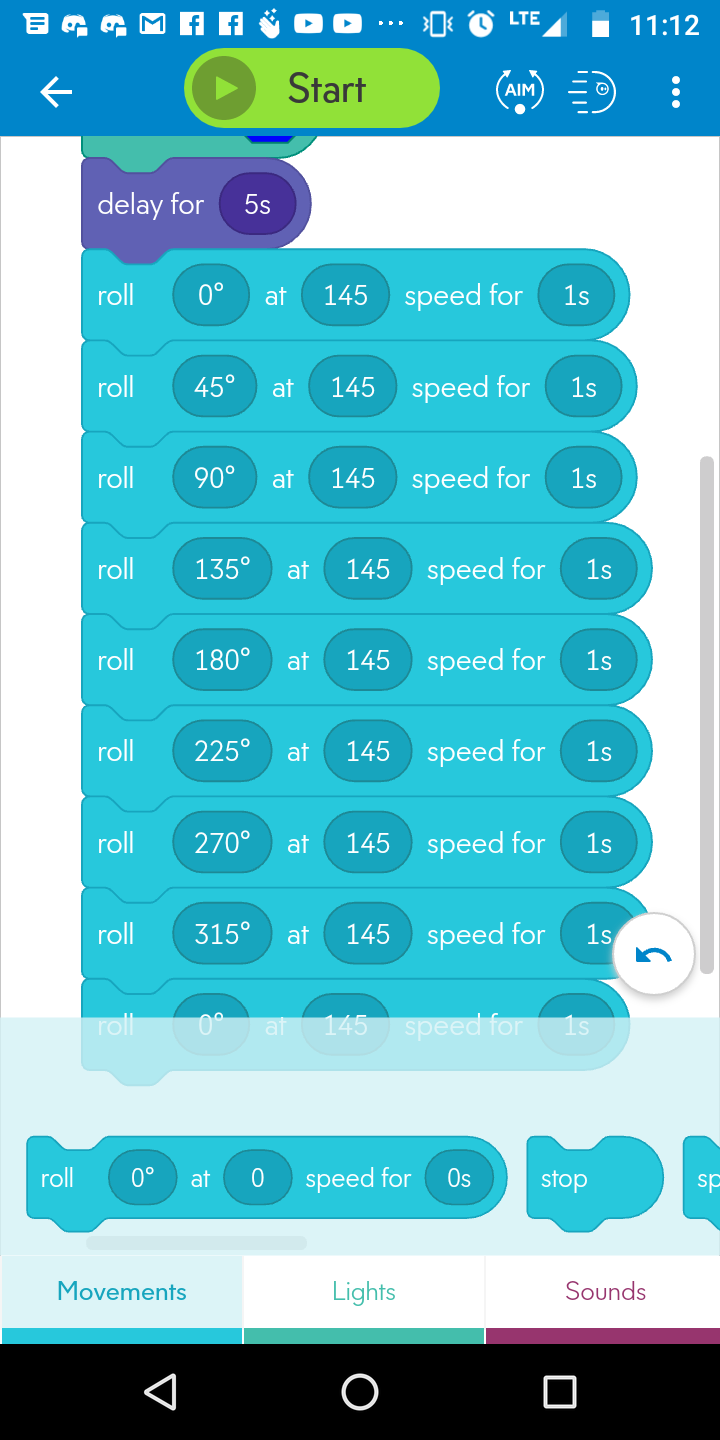 LTE 11:12
Start AIM
delay for 5s
roll 0° at 145 speed for 1s
roll 45° at 145 speed for 1s
roll 90° at 145 speed for 1s
roll 135° at 145 speed for 1s
roll 180° at 145 speed for 1s
roll 225° at 145 speed for 1s
roll 270° at 145 speed for 1s
roll 315° at 145 speed for 1s
roll 0° at 145 speed for 1s
roll 0° at 0 speed for 0s stop sp
Movements Lights Sounds